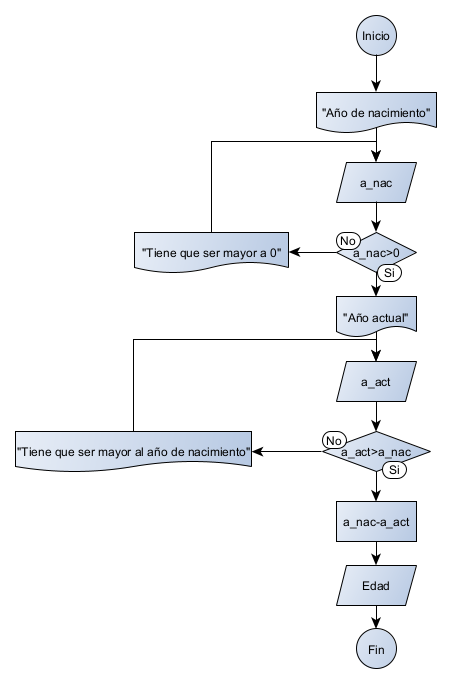 Inicio
"Año de nacimiento"
a_nac
No
a_nac>0
"Tiene que ser mayor a 0"
Si
"Año actual"
a_act
No
a_act>a_nac
"Tiene que ser mayor al año de nacimiento"
Si
a_nac-a_act
Edad
Fin